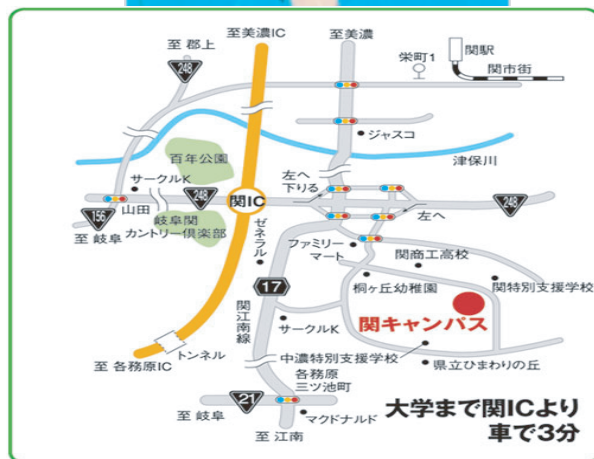 至美濃IC
至美濃
至 郡上
248
栄町1
関駅
関市街
ジャスコ
津保川
百年公園
サークルK
248
関IC
左へ
下りる
左へ
248
山田
156
至 岐阜
岐阜関
カントリー倶楽部
ゼネラル
ファミリー
マート
関商工高校
桐ヶ丘幼稚園
関特別支援学校
17
関江南線
サークルK
関キャンパス
トンネル
至 各務原IC
中濃特別支援学校
県立ひまわりの丘
各務原
三ツ池町
21
至 岐阜
マクドナルド
至 江南
大学まで関ICより
車で3分